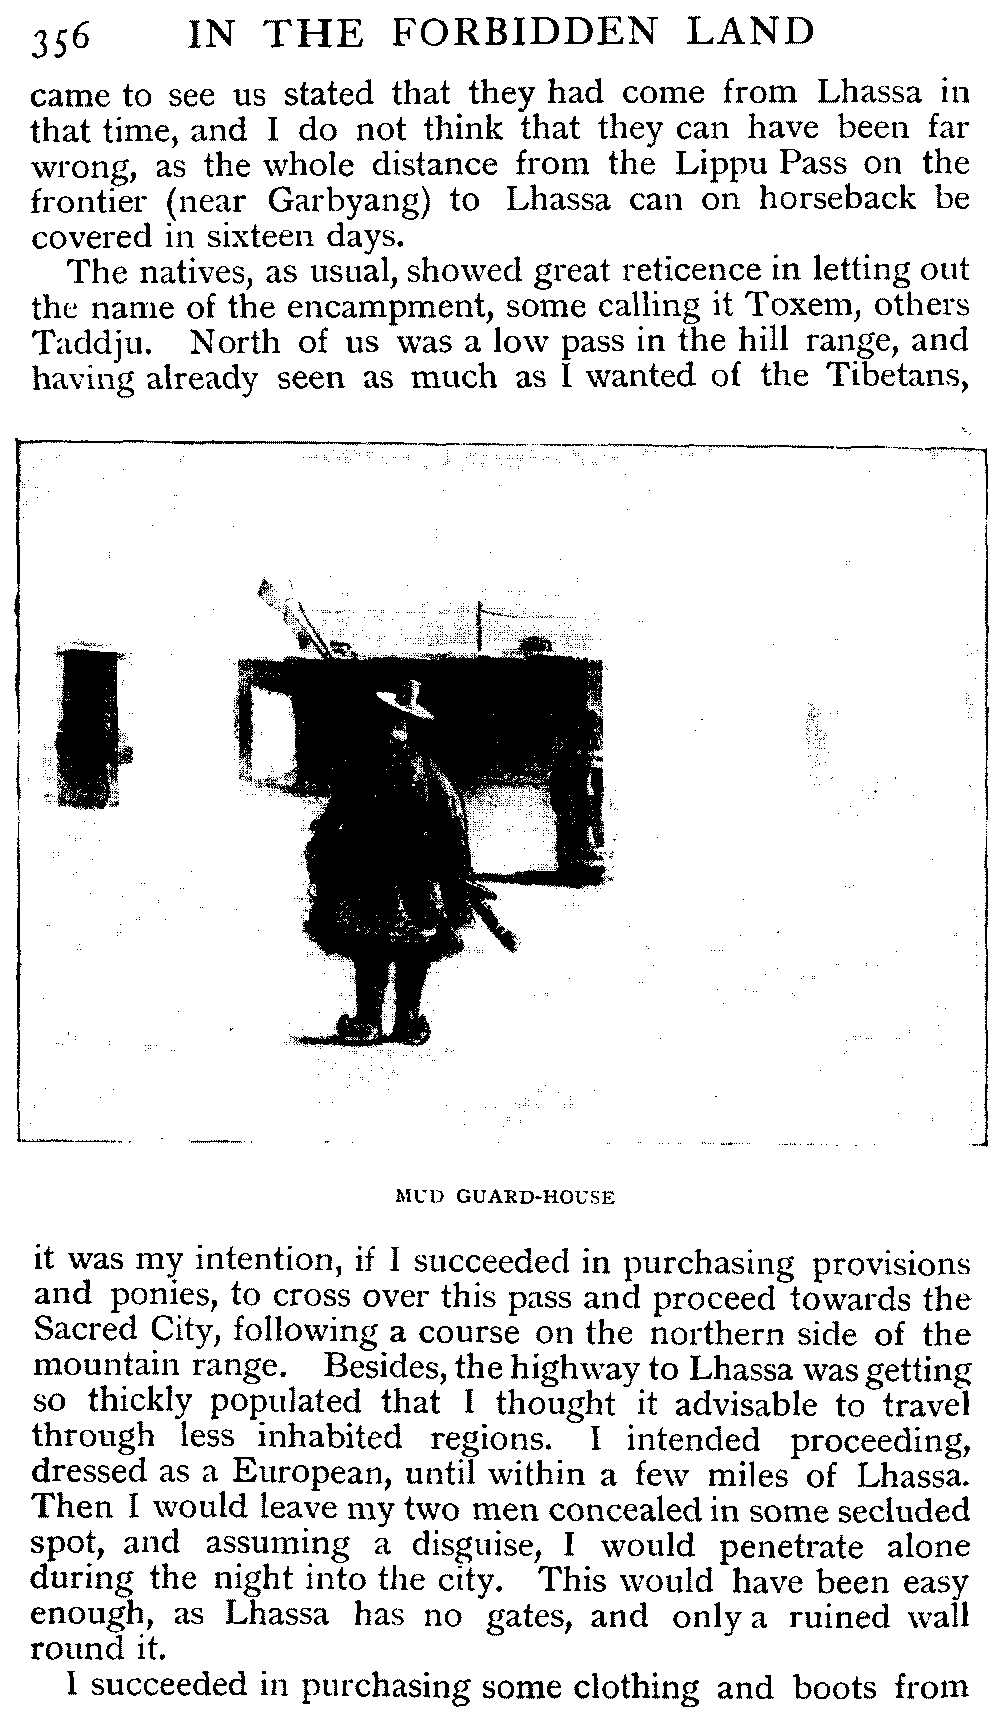 356 IN THE FORBIDDEN LAND
came to see us stated that they had come from Lhassa in
that time, and I do not think that they can have been far
wrong, as the whole distance from the Lippu Pass on the
frontier (near Garbyang) to Lhassa can on horseback be
covered in sixteen days.
The natives, as usual, showed great reticence in letting out
the name of the encampment, some calling it Toxem, others
Taddju. North of us was a low pass in the hill range, and
having already seen as much as I wanted of the Tibetans,
MUD GUARD-HOUSE
it was my intention, if I succeeded in purchasing provisions
and ponies, to cross over this pass and proceed towards the
Sacred City, following a course on the northern side of the
mountain range. Besides, the highway to Lhassa was getting
so thickly populated that I thought it advisable to travel
through less inhabited regions. I intended proceeding,
dressed as a European, until within a few miles of Lhassa.
Then I would leave my two men concealed in some secluded
spot, and assuming a disguise, I would penetrate alone
during the night into the city. This would have been easy
enough, as Lhassa has no gates, and only a ruined wall
round it.
I succeeded in purchasing some clothing and boots from